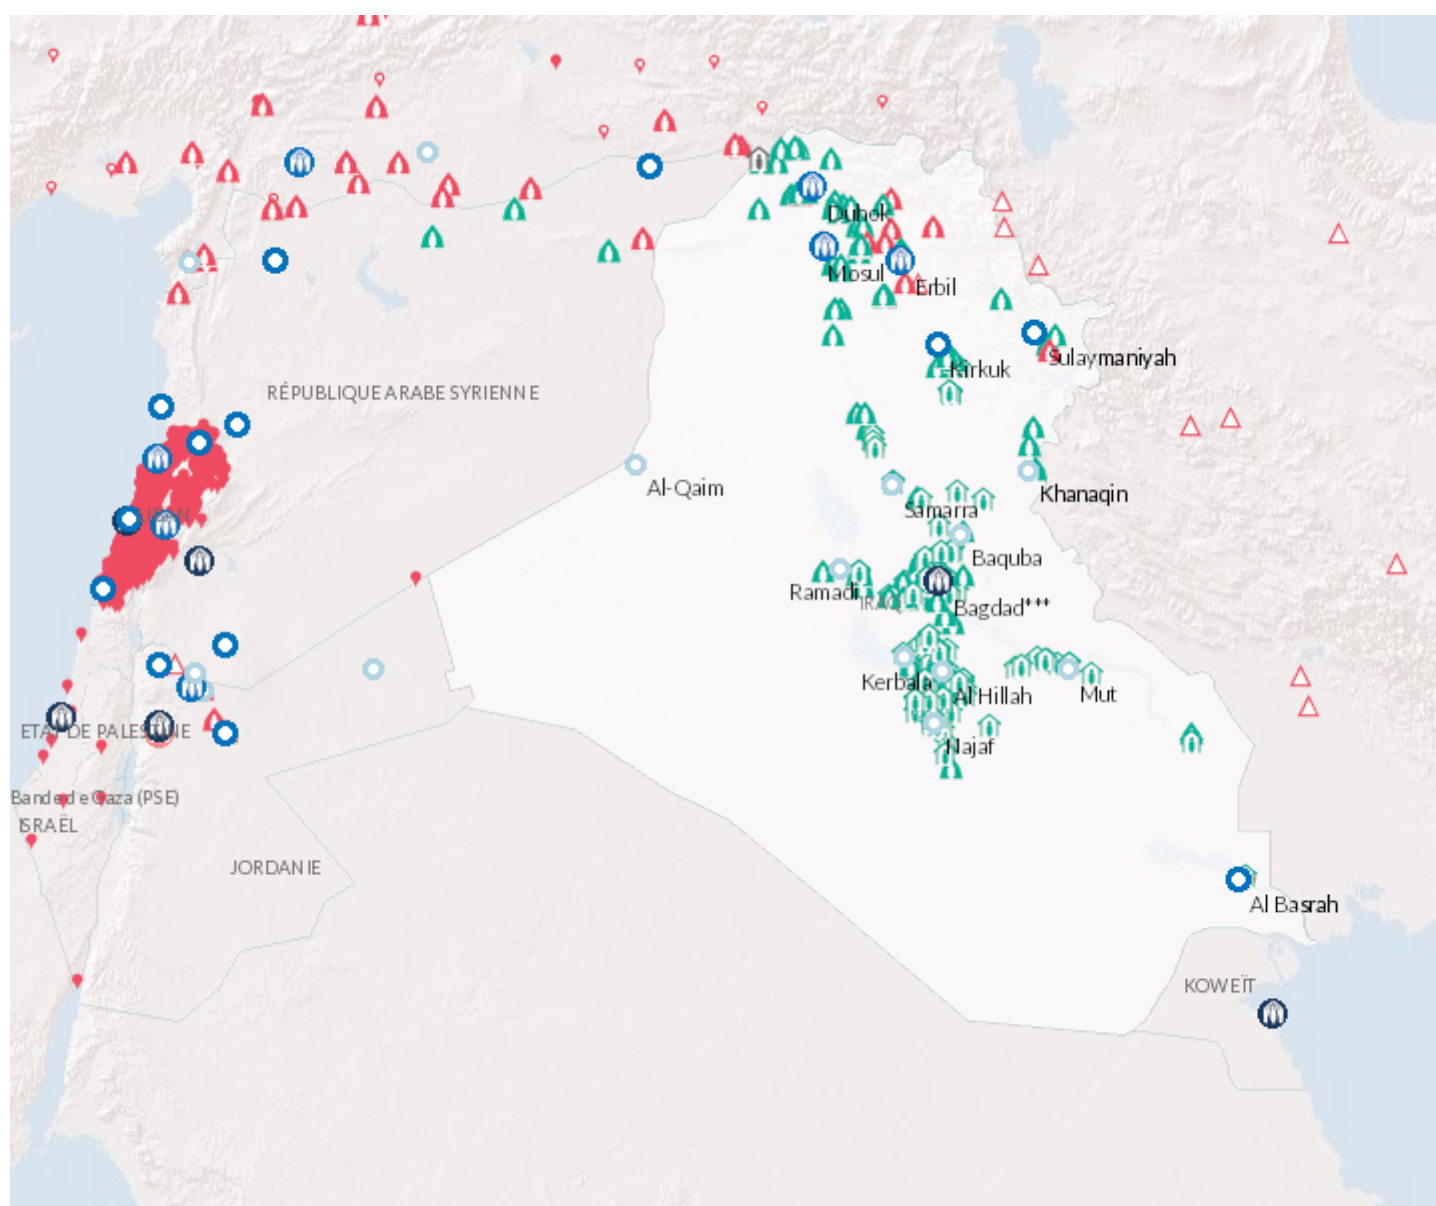 Duhok
Mosul
Erbil
Sulaymaniyah
Kirkuk
RÉPUBLIQUE ARABE SYRIENNE
Al-Qaim
Khanaqin
Samarra
Baquba
Ramadi
IRAQ
Bagdad***
Kerbala
Al Hillah
Mut
ETAT DE PALESTINE
Najaf
Bande de Gaza (PSE)
ISRAËL
JORDANIE
Al Basrah
KOWEÏT